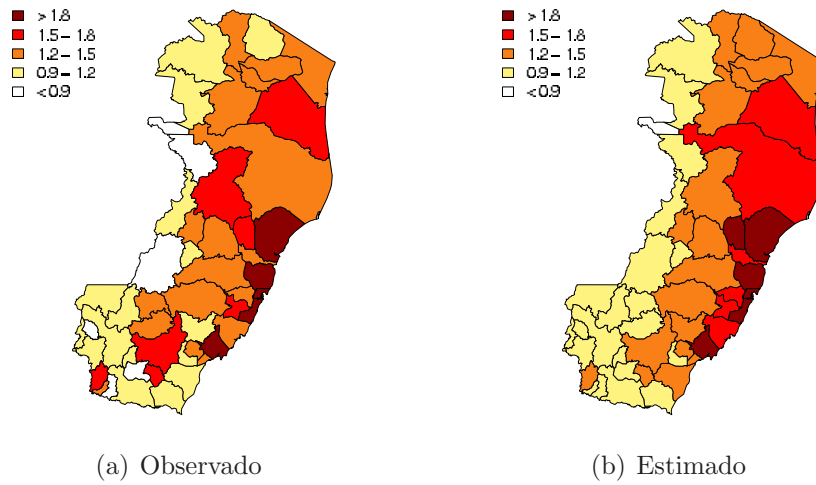 > 1.8
1.5 – 1.8
1.2 – 1.5
0.9 – 1.2
< 0.9
(a) Observado
> 1.8
1.5 – 1.8
1.2 – 1.5
0.9 – 1.2
< 0.9
(b) Estimado